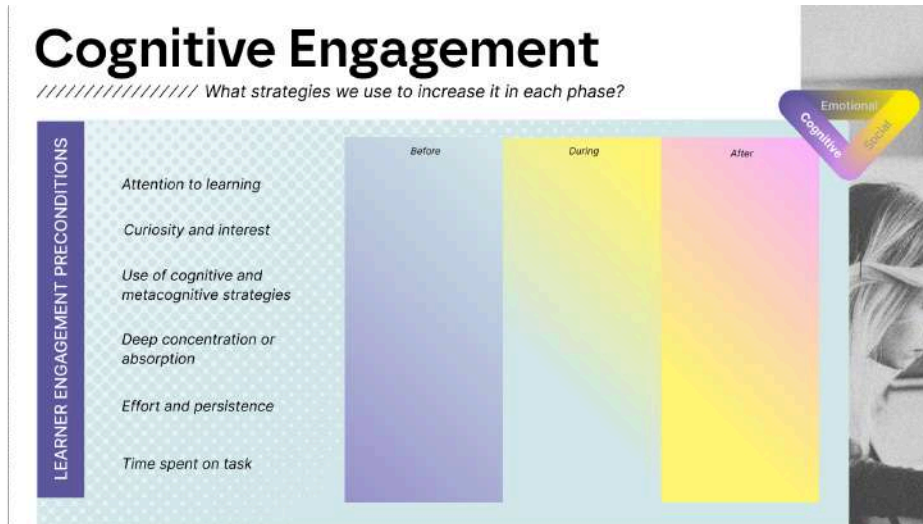 Cognitive Engagement
///////////////// What strategies we use to increase it in each phase?
Emotional
Cognitive
Social
LEARNER ENGAGEMENT PRECONDITIONS
Before
During
After
Attention to learning
Curiosity and interest
Use of cognitive and
metacognitive strategies
Deep concentration or
absorption
Effort and persistence
Time spent on task